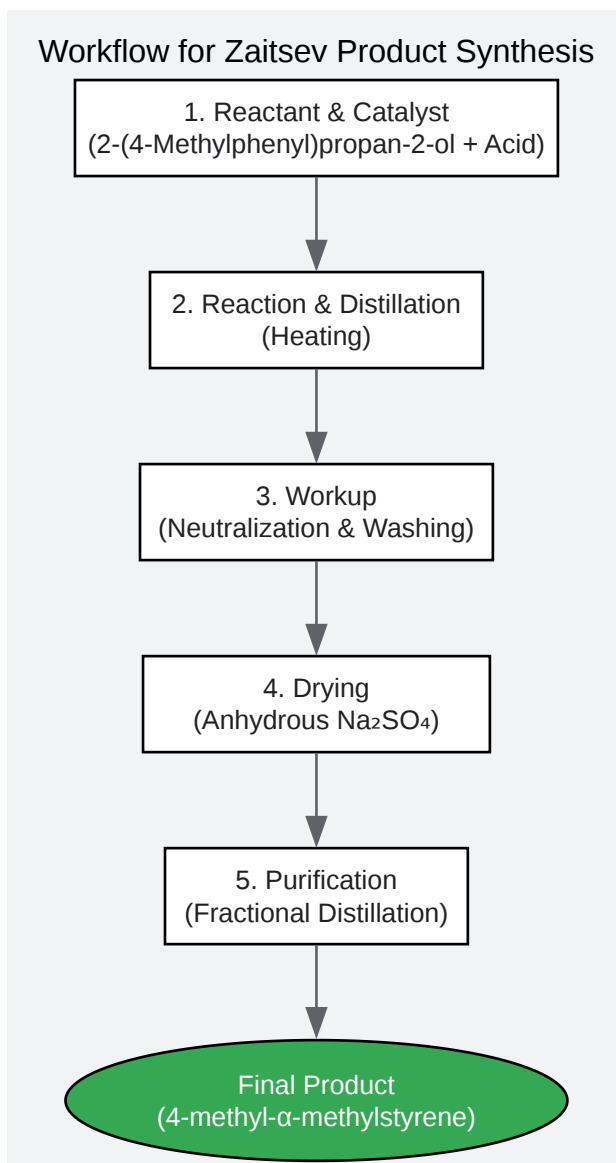 Workflow for Zaitsev Product Synthesis
1. Reactant & Catalyst
(2-(4-Methylphenyl)propan-2-ol + Acid)
2. Reaction & Distillation
(Heating)
3. Workup
(Neutralization & Washing)
4. Drying
(Anhydrous Na₂SO₄)
5. Purification
(Fractional Distillation)
Final Product
(4-methyl-α-methylstyrene)